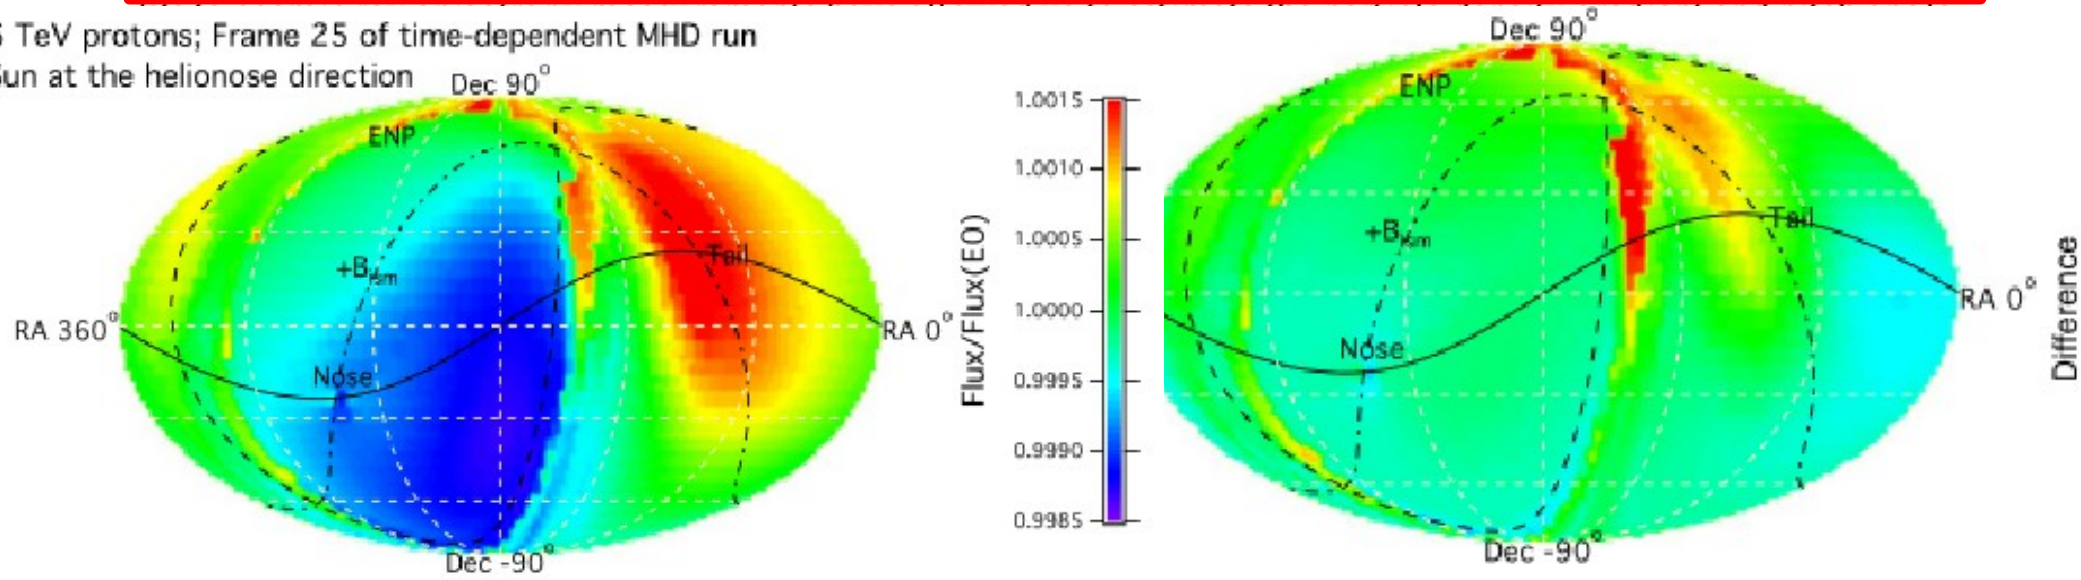 TeV protons; Frame 25 of time-dependent MHD run
Sun at the helionose direction
Dec 90°
ENP
+B
Tail
RA 360°
RA 0°
Nose
Dec -90°
1.0015
1.0010
1.0005
1.0000
0.9995
0.9990
0.9985
Flux/Flux(E0)
Dec 90°
ENP
+B
Tail
RA 0°
Nose
Dec -90°
Difference